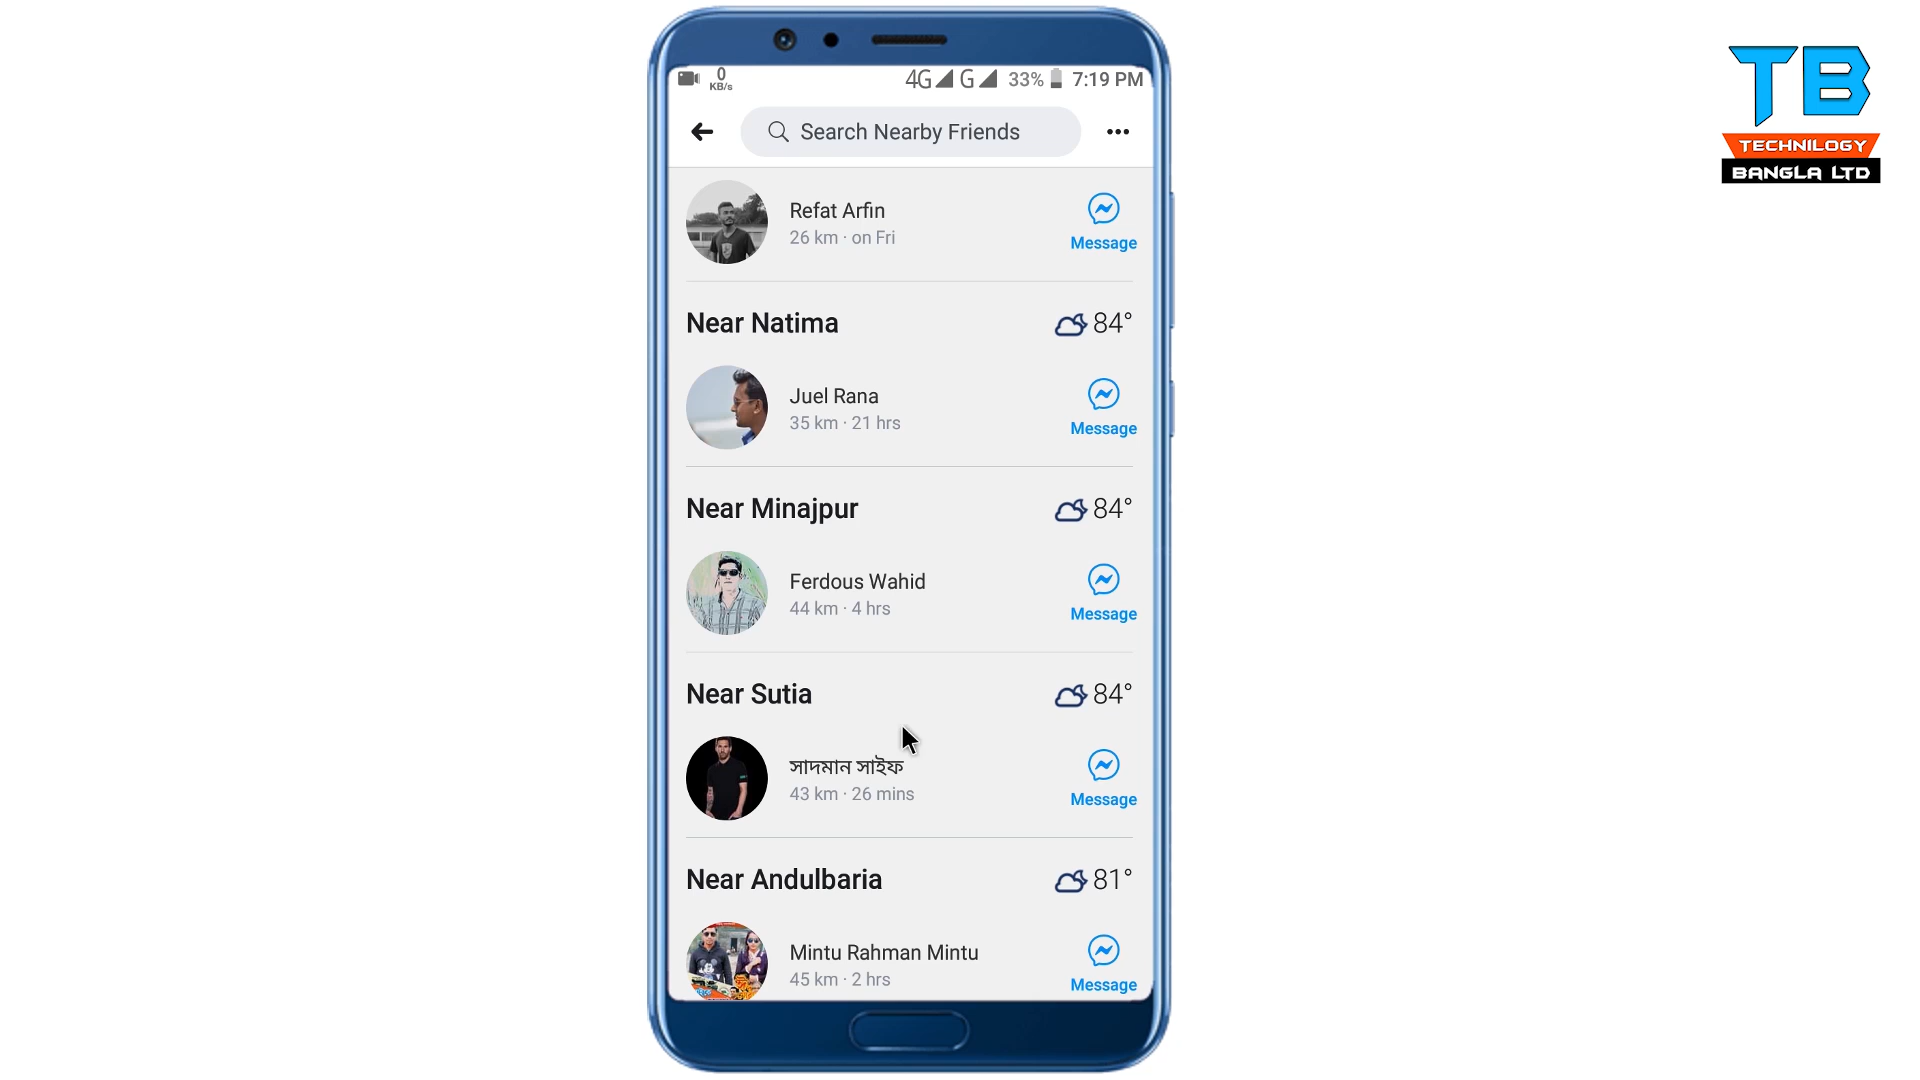 0
KB/s
4G G 33% 7:19 PM
Search Nearby Friends
Refat Arfin
26 km · on Fri
Message
Near Natima
84°
Juel Rana
35 km · 21 hrs
Message
Near Minajpur
84°
Ferdous Wahid
44 km · 4 hrs
Message
Near Sutia
84°
সাদমান সাইফ
43 km · 26 mins
Message
Near Andulbaria
81°
Mintu Rahman Mintu
45 km · 2 hrs
Message
TB
TECHNILOGY
BANGLA LTD